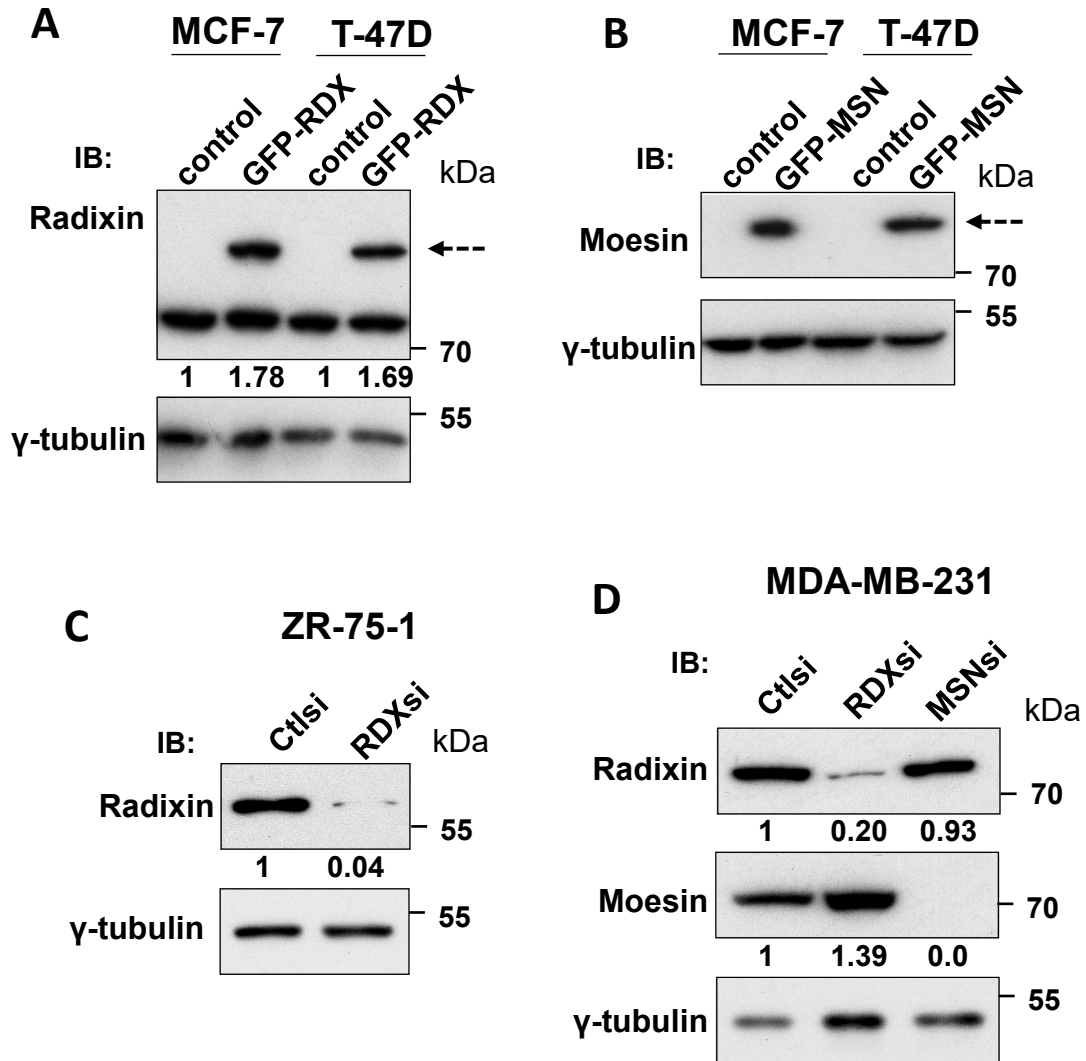 A
MCF-7 T-47D
control GFP-RDX control GFP-RDX
IB: kDa
Radixin
70
1 1.78 1 1.69
55
γ-tubulin
B
MCF-7 T-47D
control GFP-MSN control GFP-MSN
IB: kDa
Moesin
70
55
γ-tubulin
C
ZR-75-1
Ctlsi RDXsi
IB: kDa
Radixin
55
1 0.04
55
γ-tubulin
D
MDA-MB-231
IB:
Ctlsi RDXsi MSNsi
kDa
Radixin
70
1 0.20 0.93
Moesin
70
1 1.39 0.0
55
γ-tubulin